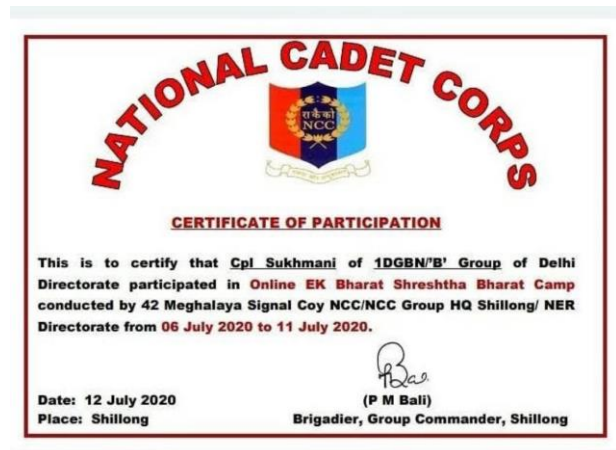 NATIONAL CADET CORPS
राकैको
NCC
CERTIFICATE OF PARTICIPATION
This is to certify that Cpl Sukhmani of 1DGBN/'B' Group of Delhi
Directorate participated in Online EK Bharat Shreshtha Bharat Camp
conducted by 42 Meghalaya Signal Coy NCC/NCC Group HQ Shillong/ NER
Directorate from 06 July 2020 to 11 July 2020.
Date: 12 July 2020
(P M Bali)
Place: Shillong
Brigadier, Group Commander, Shillong